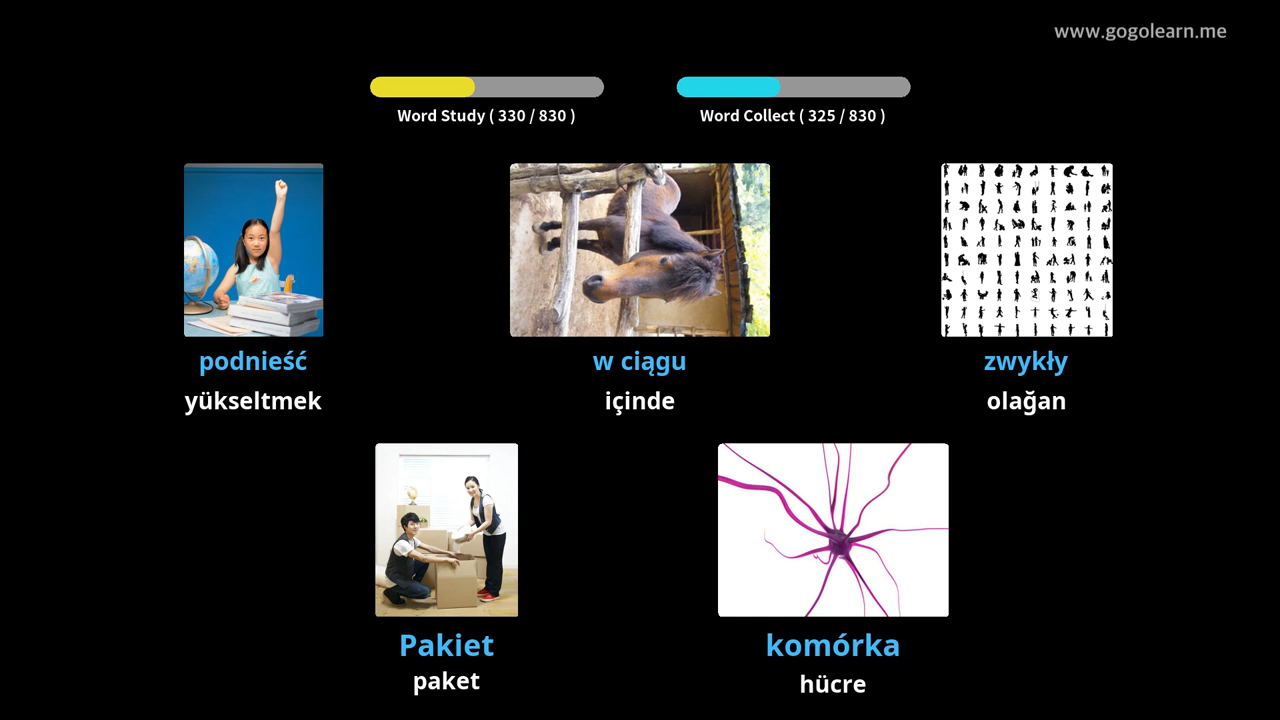 www.gogolearn.me
Word Study ( 330 / 830 )
Word Collect ( 325 / 830 )
podnieść
yükseltmek
w ciągu
içinde
zwykły
olağan
Pakiet
paket
komórka
hücre